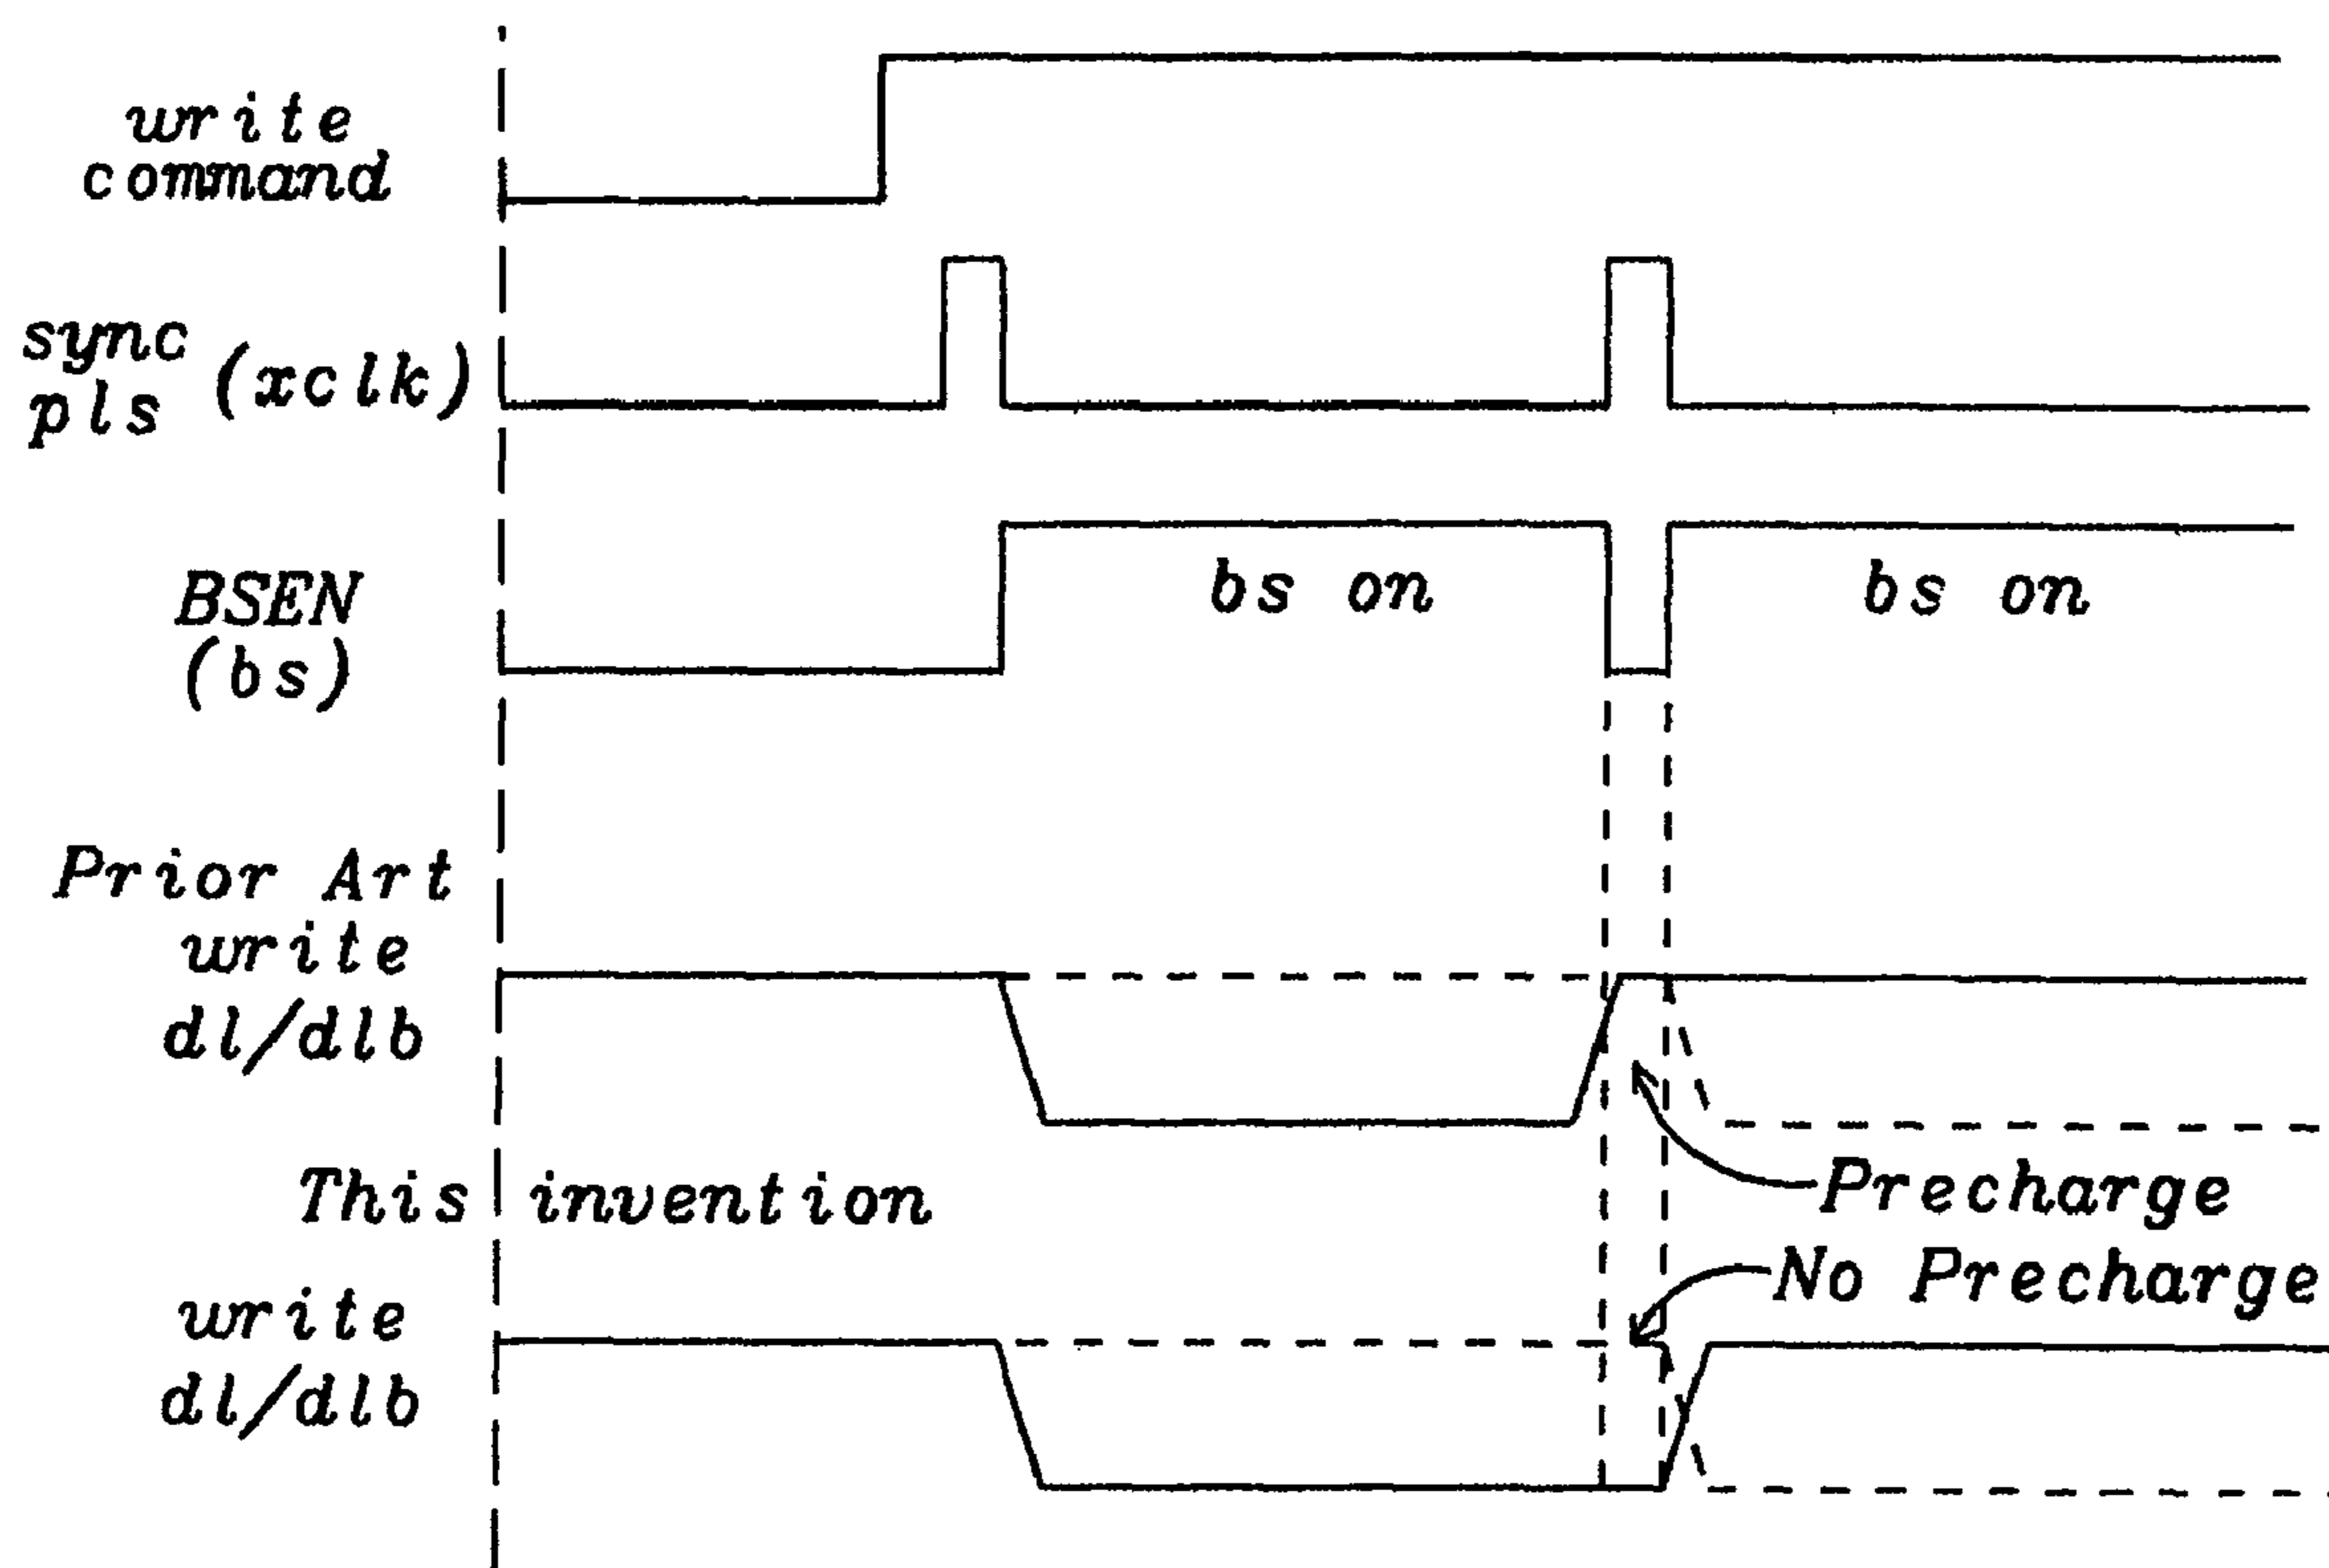 write
command
sync
pls (xclk)
BSEN
(bs)
bs on
bs on
Prior Art
write
dl/dlb
Precharge
This invention
No Precharge
write
dl/dlb